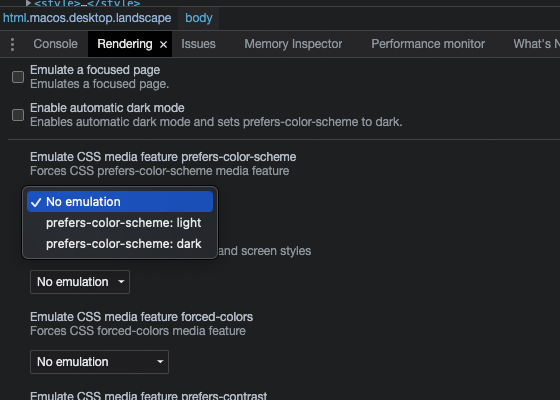 <style>…</style>
html.macos.desktop.landscape body
Console Rendering × Issues Memory Inspector Performance monitor What's N
Emulate a focused page
Emulates a focused page.
Enable automatic dark mode
Enables automatic dark mode and sets prefers-color-scheme to dark.
Emulate CSS media feature prefers-color-scheme
Forces CSS prefers-color-scheme media feature
✓ No emulation
prefers-color-scheme: light
prefers-color-scheme: dark
and screen styles
No emulation
Emulate CSS media feature forced-colors
Forces CSS forced-colors media feature
No emulation
Emulate CSS media feature prefers-contrast